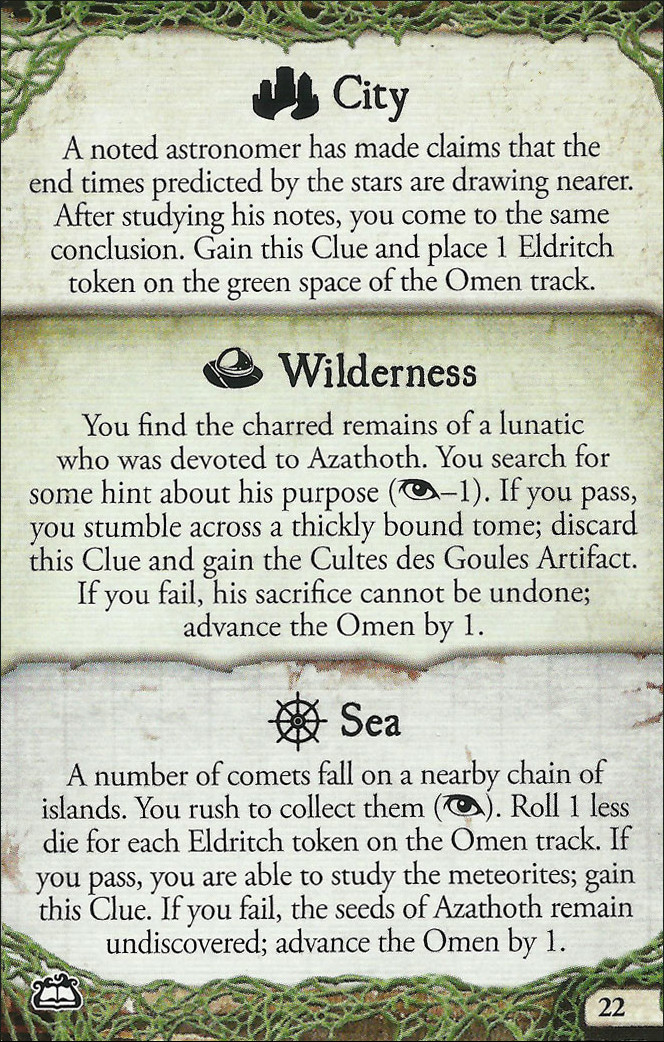 City
A noted astronomer has made claims that the
end times predicted by the stars are drawing nearer.
After studying his notes, you come to the same
conclusion. Gain this Clue and place 1 Eldritch
token on the green space of the Omen track.
Wilderness
You find the charred remains of a lunatic
who was devoted to Azathoth. You search for
some hint about his purpose (–1). If you pass,
you stumble across a thickly bound tome; discard
this Clue and gain the Cultes des Goules Artifact.
If you fail, his sacrifice cannot be undone;
advance the Omen by 1.
Sea
A number of comets fall on a nearby chain of
islands. You rush to collect them (). Roll 1 less
die for each Eldritch token on the Omen track. If
you pass, you are able to study the meteorites; gain
this Clue. If you fail, the seeds of Azathoth remain
undiscovered; advance the Omen by 1.
22